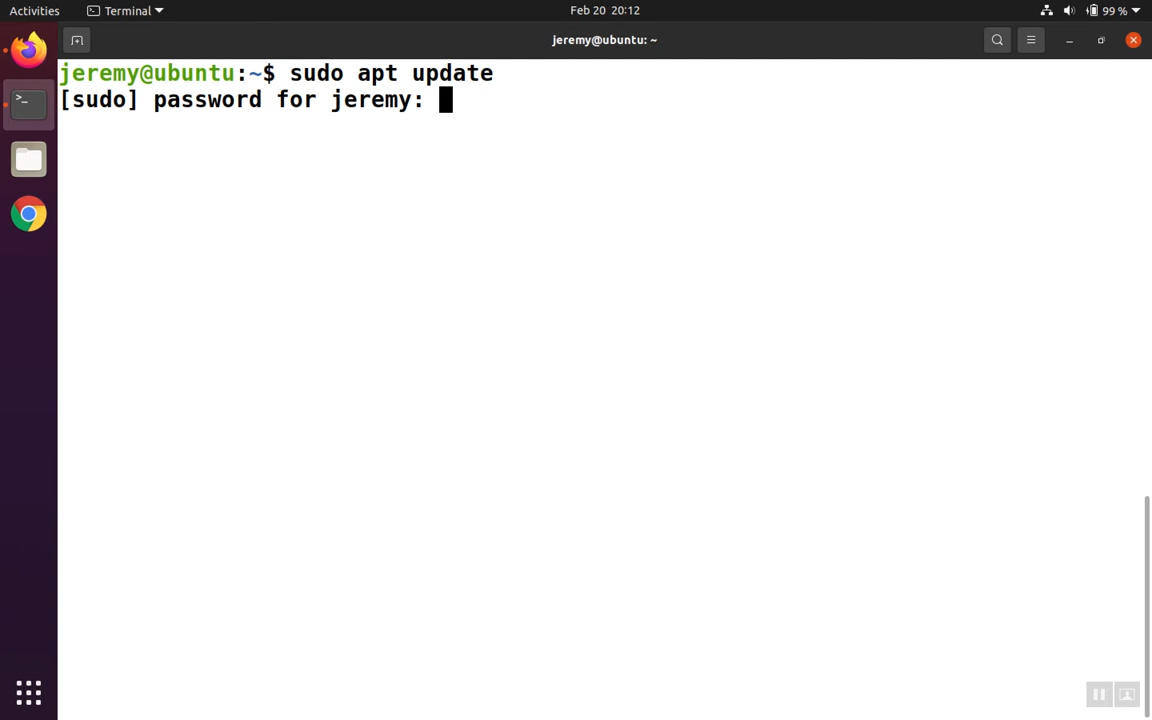 Activities Terminal Feb 20 20:12 99 %
jeremy@ubuntu: ~
jeremy@ubuntu:~$ sudo apt update
[sudo] password for jeremy: